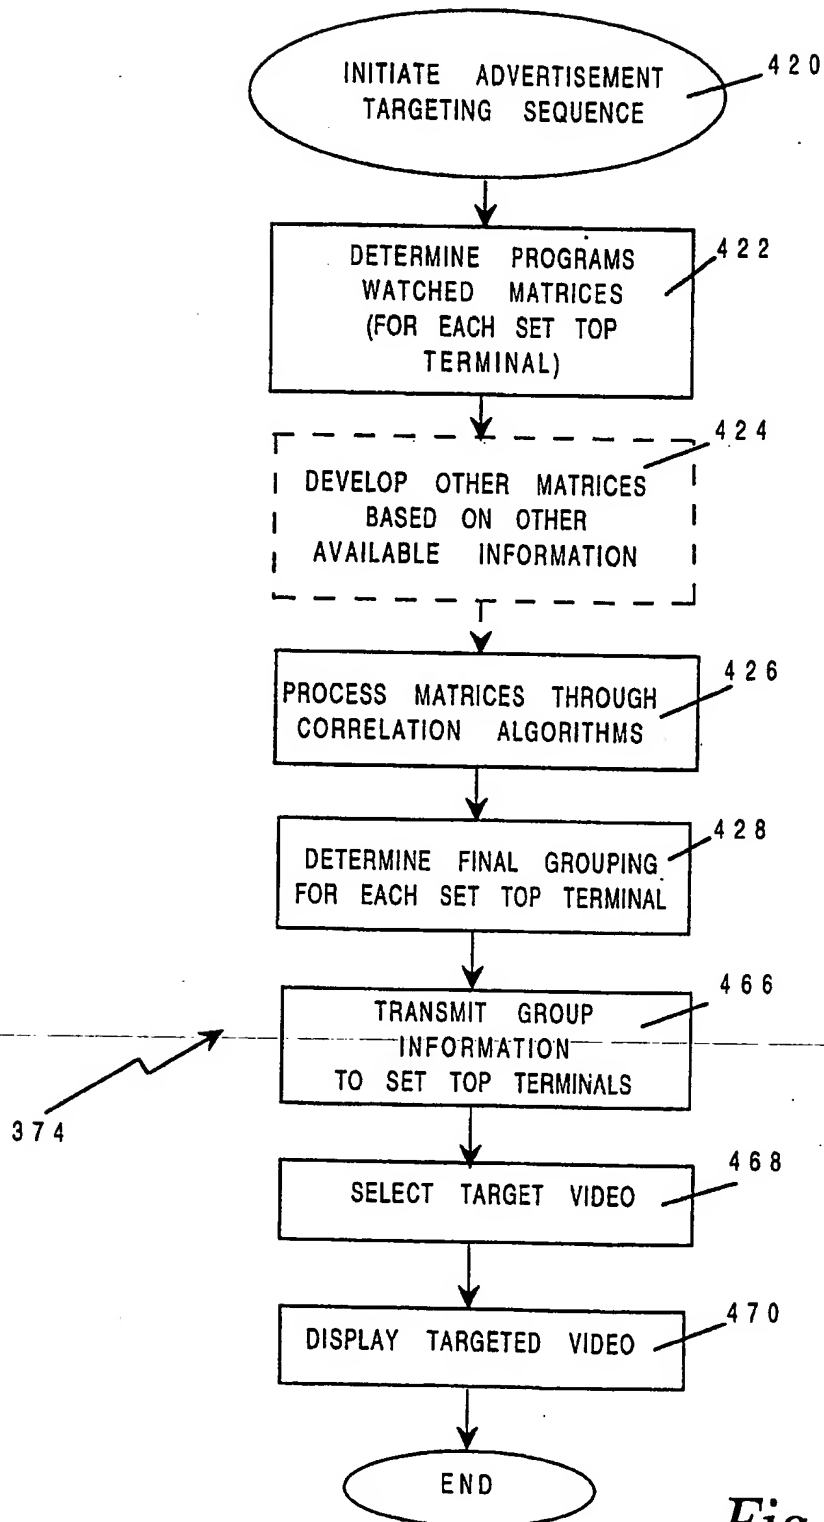 INITIATE ADVERTISEMENT
TARGETING SEQUENCE
420
DETERMINE PROGRAMS
WATCHED MATRICES
(FOR EACH SET TOP
TERMINAL)
422
DEVELOP OTHER MATRICES
BASED ON OTHER
AVAILABLE INFORMATION
424
PROCESS MATRICES THROUGH
CORRELATION ALGORITHMS
426
DETERMINE FINAL GROUPING
FOR EACH SET TOP TERMINAL
428
TRANSMIT GROUP
INFORMATION
TO SET TOP TERMINALS
466
374
SELECT TARGET VIDEO
468
DISPLAY TARGETED VIDEO
470
END
Fig